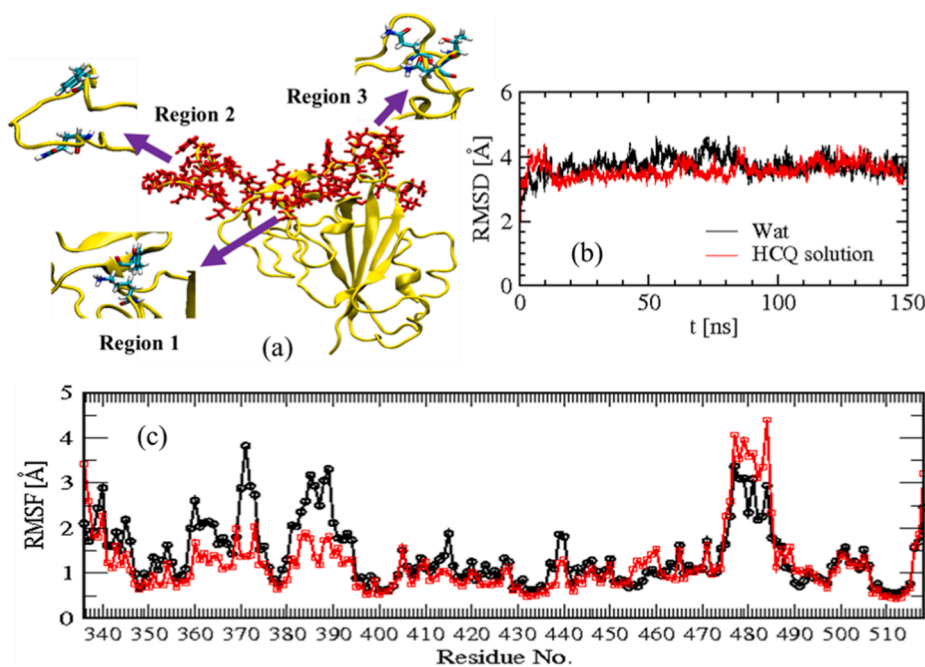 Region 2
Region 3
Region 1
(a)
RMSD [Å]
6
4
2
0
(b)
Wat
HCQ solution
0 50 100 150
t [ns]
(c)
RMSF [Å]
5
4
3
2
1
0
340 350 360 370 380 390 400 410 420 430 440 450 460 470 480 490 500 510
Residue No.